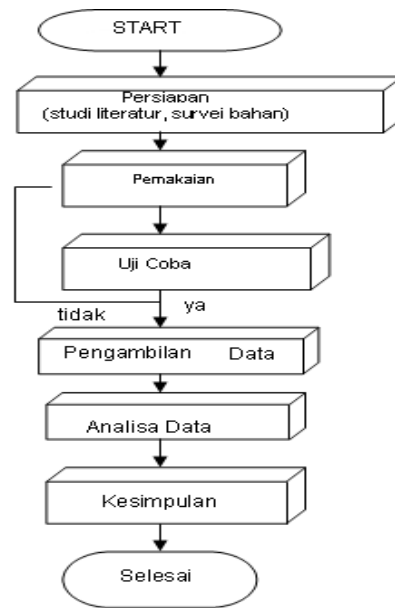 START
Persiapan
(studi literatur, survei bahan)
Pemakaian
Uji Coba
tidak
ya
Pengambilan Data
Analisa Data
Kesimpulan
Selesai